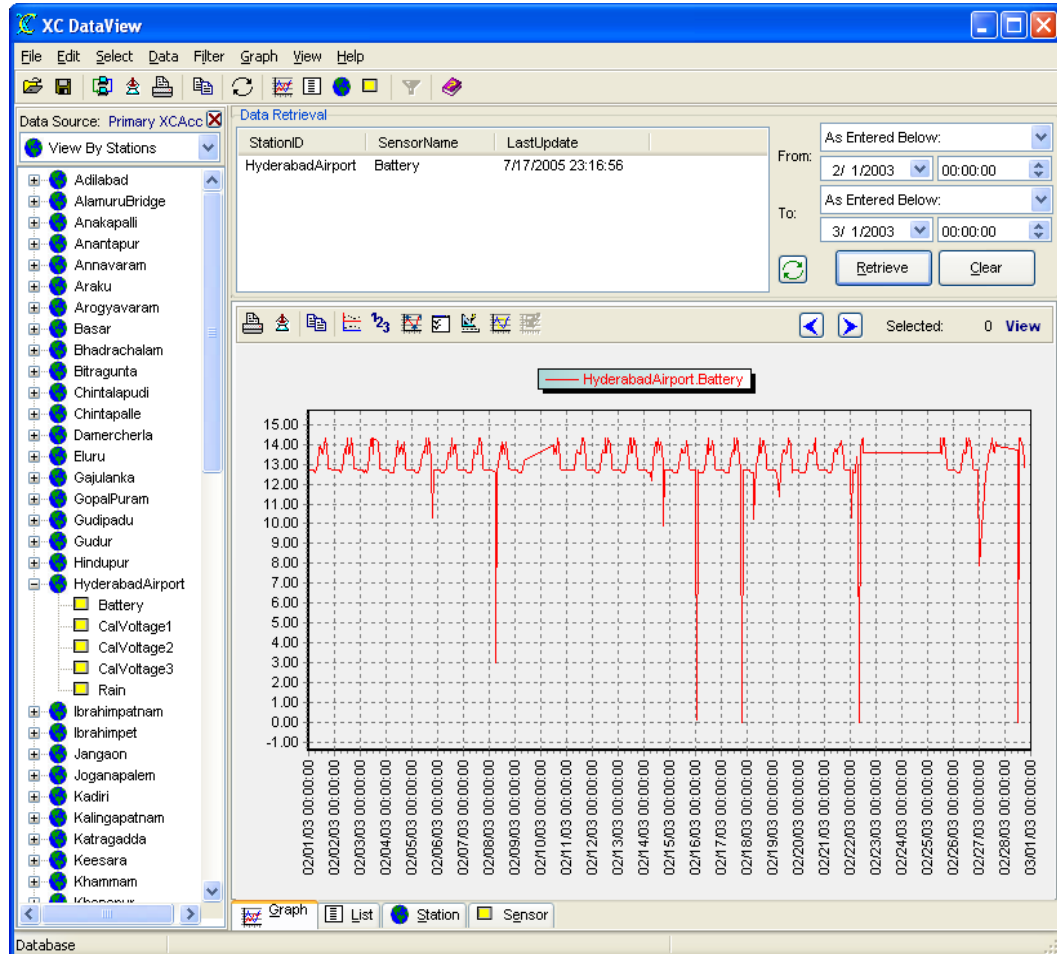 XC DataView
File Edit Select Data Filter Graph View Help
Data Source: Primary XCAcc
View By Stations
Adilabad
AlamuruBridge
Anakapalli
Anantapur
Annavaram
Araku
Arogyavaram
Basar
Bhadrachalam
Bitragunta
Chintalapudi
Chintapalle
Damercherla
Eluru
Gajulanka
GopalPuram
Gudipadu
Gudur
Hindupur
HyderabadAirport
Battery
CalVoltage1
CalVoltage2
CalVoltage3
Rain
Ibrahimpatnam
Ibrahimpet
Jangaon
Joganapalem
Kadiri
Kalingapatnam
Katragadda
Keesara
Khammam
Data Retrieval
StationID SensorName LastUpdate
HyderabadAirport Battery 7/17/2005 23:16:56
From:
As Entered Below:
2/ 1/2003 00:00:00
To:
As Entered Below:
3/ 1/2003 00:00:00
Retrieve Clear
Selected: 0 View
HyderabadAirport.Battery
15.00
14.00
13.00
12.00
11.00
10.00
9.00
8.00
7.00
6.00
5.00
4.00
3.00
2.00
1.00
0.00
-1.00
02/01/03 00:00:00
02/02/03 00:00:00
02/03/03 00:00:00
02/04/03 00:00:00
02/05/03 00:00:00
02/06/03 00:00:00
02/07/03 00:00:00
02/08/03 00:00:00
02/09/03 00:00:00
02/10/03 00:00:00
02/11/03 00:00:00
02/12/03 00:00:00
02/13/03 00:00:00
02/14/03 00:00:00
02/15/03 00:00:00
02/16/03 00:00:00
02/17/03 00:00:00
02/18/03 00:00:00
02/19/03 00:00:00
02/20/03 00:00:00
02/21/03 00:00:00
02/22/03 00:00:00
02/23/03 00:00:00
02/24/03 00:00:00
02/25/03 00:00:00
02/26/03 00:00:00
02/27/03 00:00:00
02/28/03 00:00:00
03/01/03 00:00:00
Graph List Station Sensor
Database